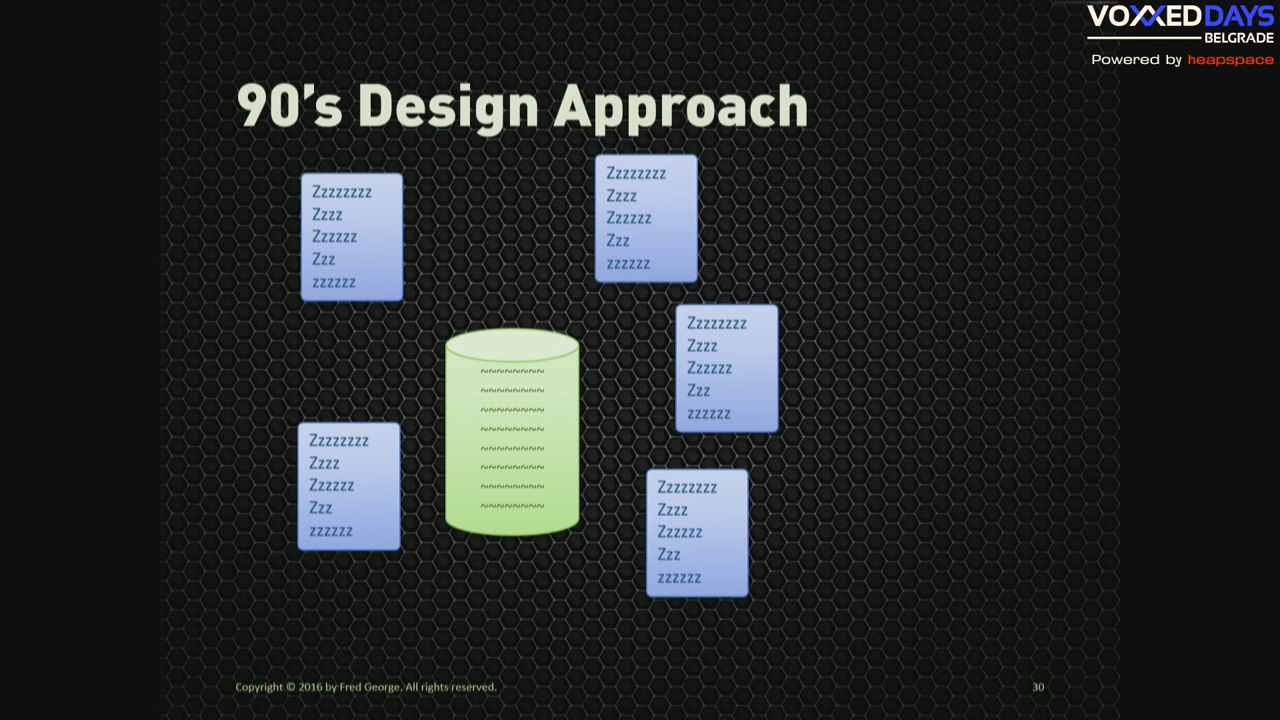 VOXXED DAYS
BELGRADE
Powered by heapspace
90's Design Approach
Zzzzzzzz
Zzzz
Zzzzzz
Zzz
zzzzzz
Zzzzzzzz
Zzzz
Zzzzzz
Zzz
zzzzzz
Zzzzzzzz
Zzzz
Zzzzzz
Zzz
zzzzzz
~~~~~~~~
~~~~~~~~
~~~~~~~~
~~~~~~~~
~~~~~~~~
~~~~~~~~
~~~~~~~~
~~~~~~~~
Zzzzzzzz
Zzzz
Zzzzzz
Zzz
zzzzzz
Zzzzzzzz
Zzzz
Zzzzzz
Zzz
zzzzzz
Copyright © 2016 by Fred George. All rights reserved.
30